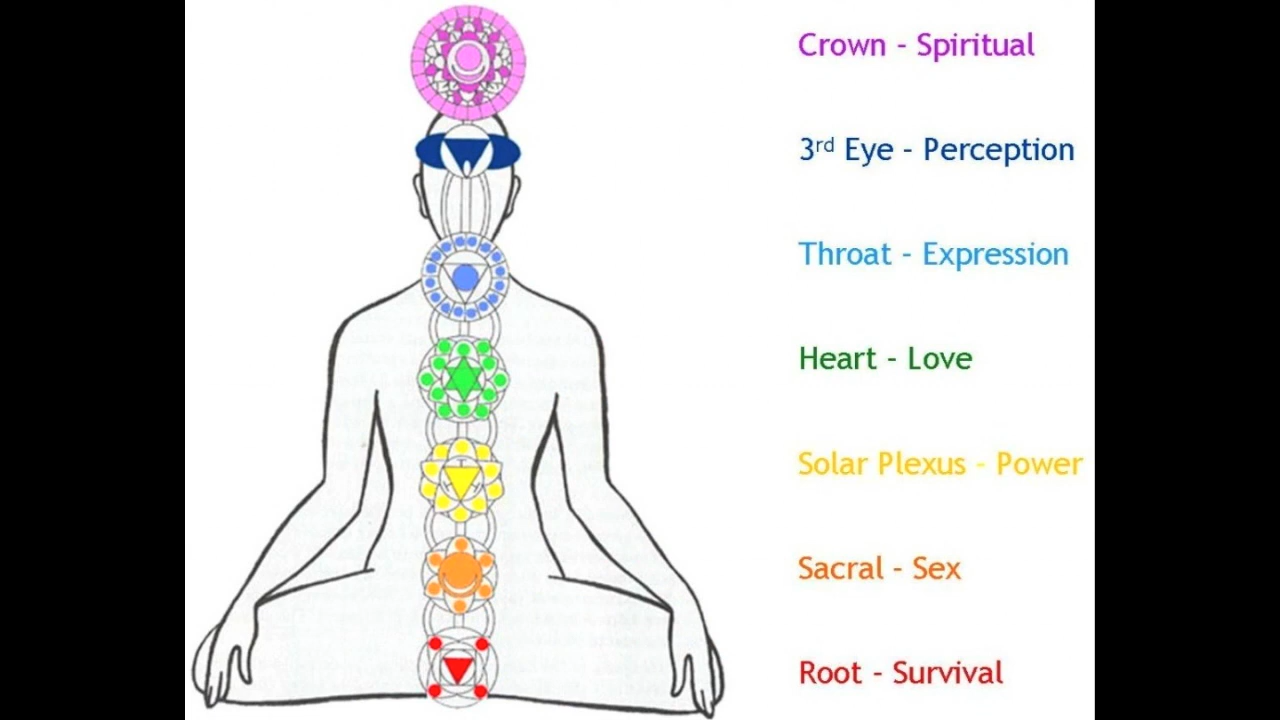 Crown - Spiritual
3rd Eye - Perception
Throat - Expression
Heart - Love
Solar Plexus - Power
Sacral - Sex
Root - Survival